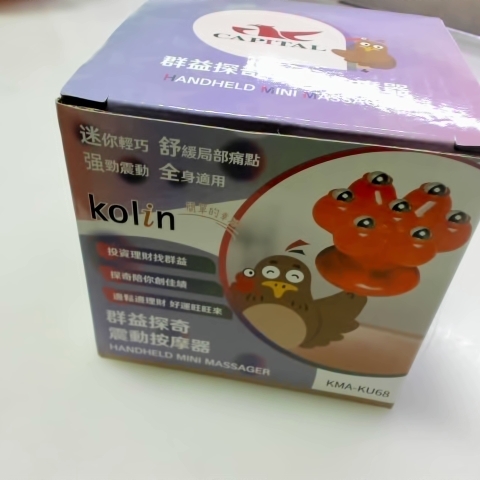 CAPITAL
群益探奇
HANDHELD MINI MASSAGER
迷你輕巧 舒緩局部痛點
強勁震動 全身適用
kolin
投資理財找群益
探奇陪你創佳績
邊鬆邊理財 好運旺旺來
群益探奇
震動按摩器
HANDHELD MINI MASSAGER
KMA-KU68